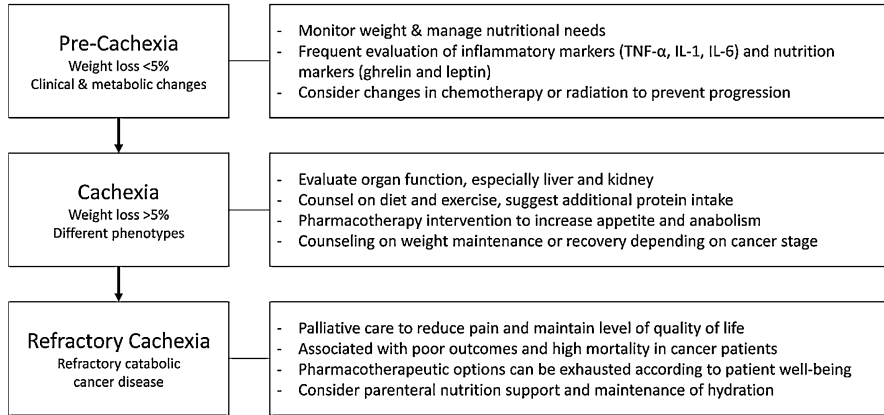 Pre-Cachexia
Weight loss <5%
Clinical & metabolic changes
- Monitor weight & manage nutritional needs
- Frequent evaluation of inflammatory markers (TNF-α, IL-1, IL-6) and nutrition
markers (ghrelin and leptin)
- Consider changes in chemotherapy or radiation to prevent progression
Cachexia
Weight loss >5%
Different phenotypes
- Evaluate organ function, especially liver and kidney
- Counsel on diet and exercise, suggest additional protein intake
- Pharmacotherapy intervention to increase appetite and anabolism
- Counseling on weight maintenance or recovery depending on cancer stage
Refractory Cachexia
Refractory catabolic
cancer disease
- Palliative care to reduce pain and maintain level of quality of life
- Associated with poor outcomes and high mortality in cancer patients
- Pharmacotherapeutic options can be exhausted according to patient well-being
- Consider parenteral nutrition support and maintenance of hydration